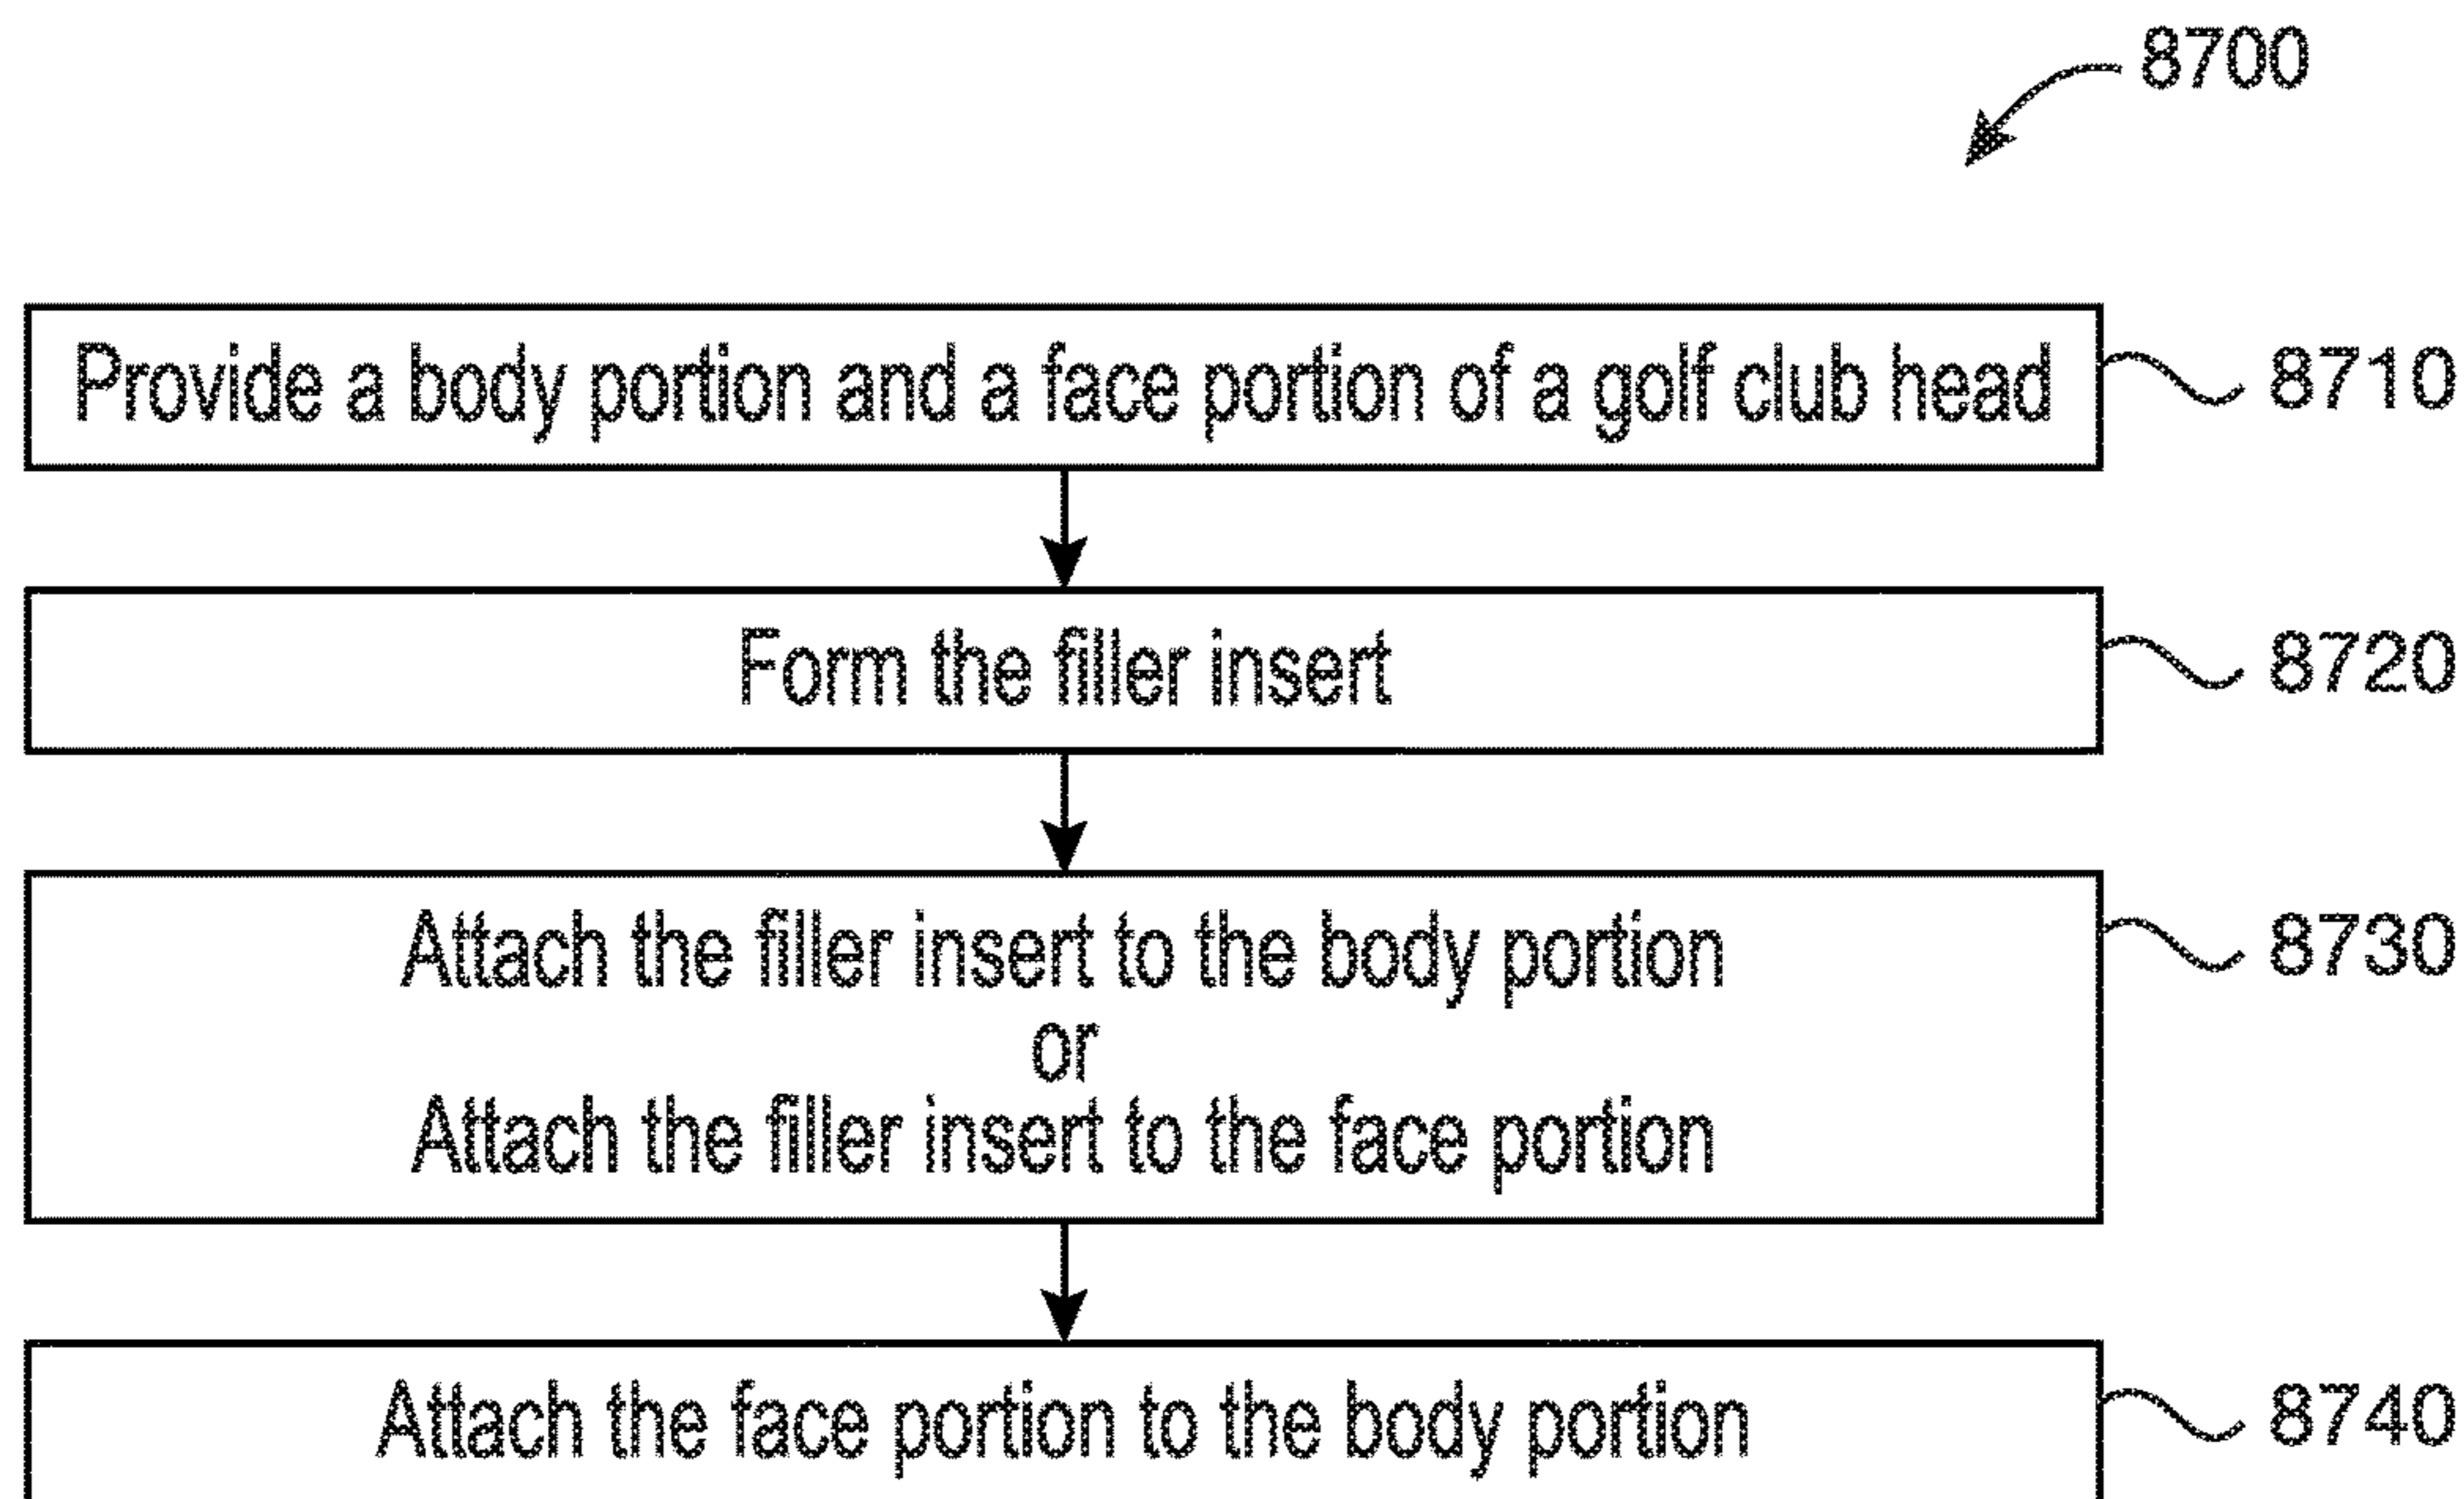 8700
Provide a body portion and a face portion of a golf club head
8710
Form the filler insert
8720
Attach the filler insert to the body portion
8730
or
Attach the filler insert to the face portion
Attach the face portion to the body portion
8740